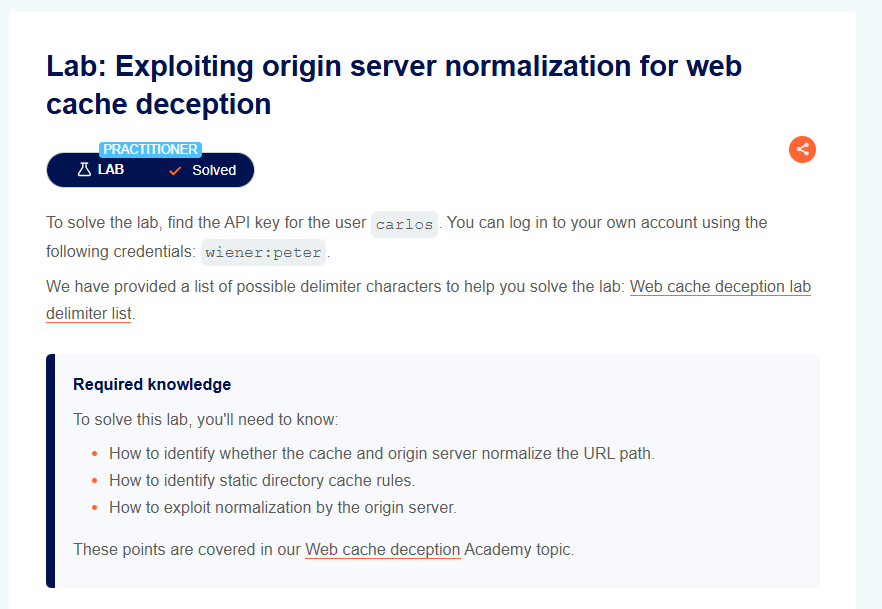 Lab: Exploiting origin server normalization for web
cache deception
PRACTITIONER
LAB Solved
To solve the lab, find the API key for the user carlos. You can log in to your own account using the
following credentials: wiener:peter.
We have provided a list of possible delimiter characters to help you solve the lab: Web cache deception lab
delimiter list.
Required knowledge
To solve this lab, you'll need to know:
• How to identify whether the cache and origin server normalize the URL path.
• How to identify static directory cache rules.
• How to exploit normalization by the origin server.
These points are covered in our Web cache deception Academy topic.